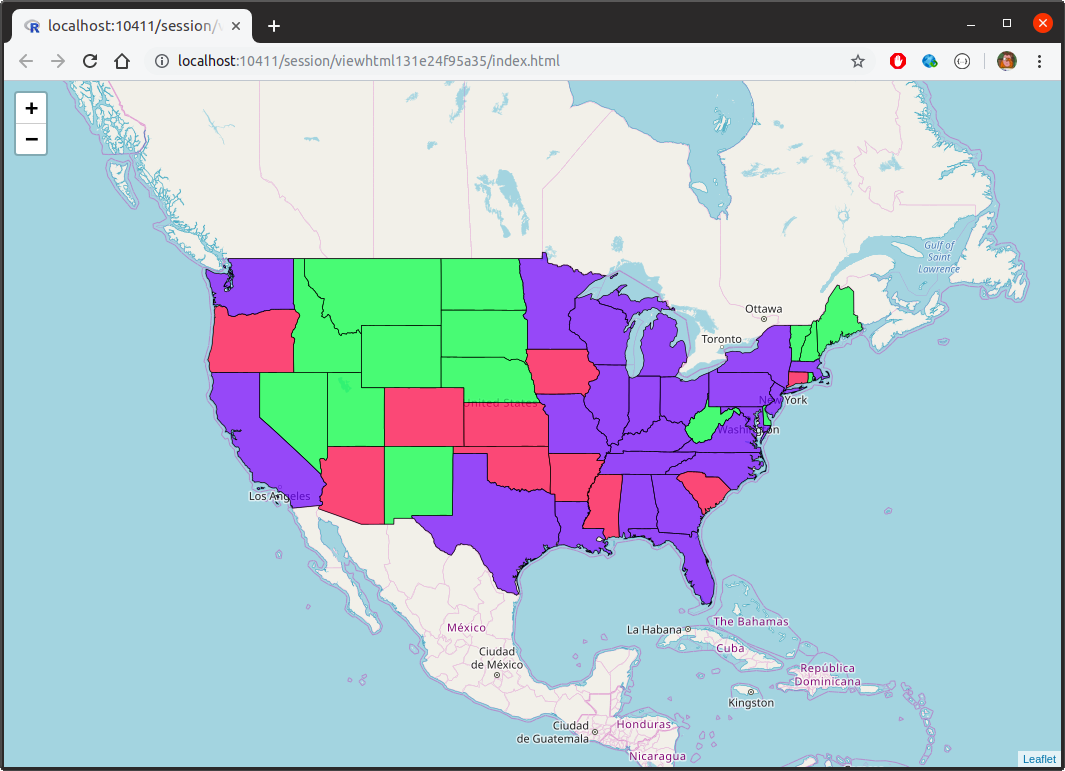 localhost:10411/session/
localhost:10411/session/viewhtml131e24f95a35/index.html
+
−
Gulf of
Saint
Lawrence
Ottawa
Toronto
United States
New York
Washington
Los Angeles
La Habana
The Bahamas
México
Cuba
Ciudad
de México
República
Dominicana
Kingston
Ciudad
de Guatemala
Honduras
Nicaragua
Leaflet